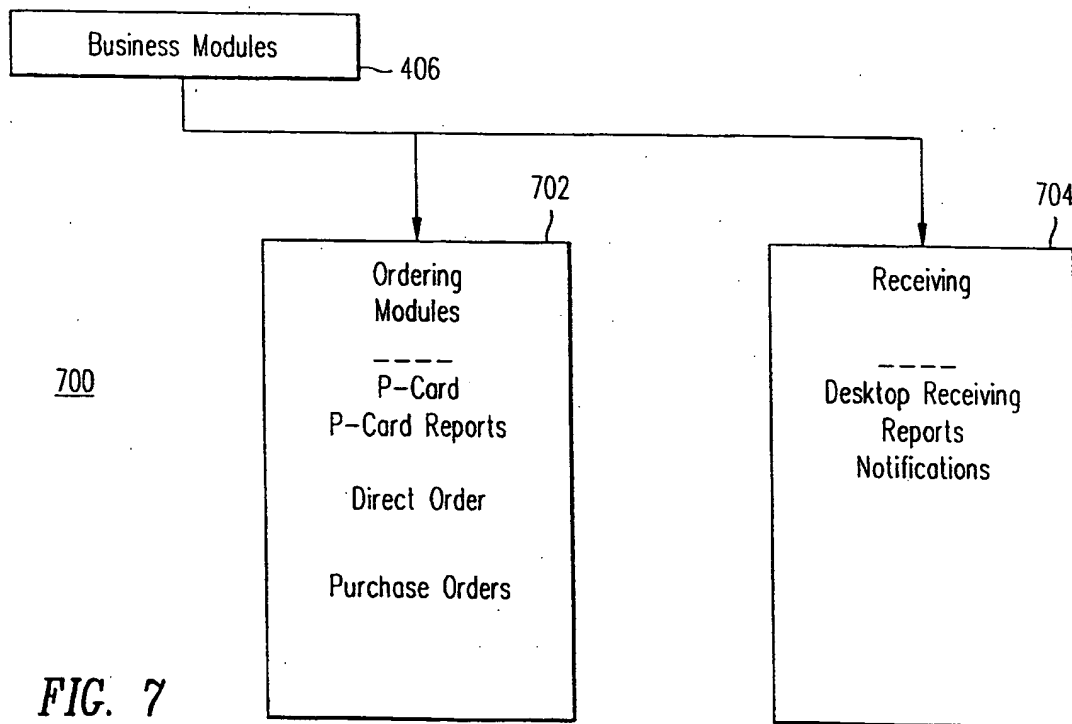 Business Modules
406
702
704
Ordering
Modules
----
P-Card
P-Card Reports
Direct Order
Purchase Orders
Receiving
----
Desktop Receiving
Reports
Notifications
700
FIG. 7